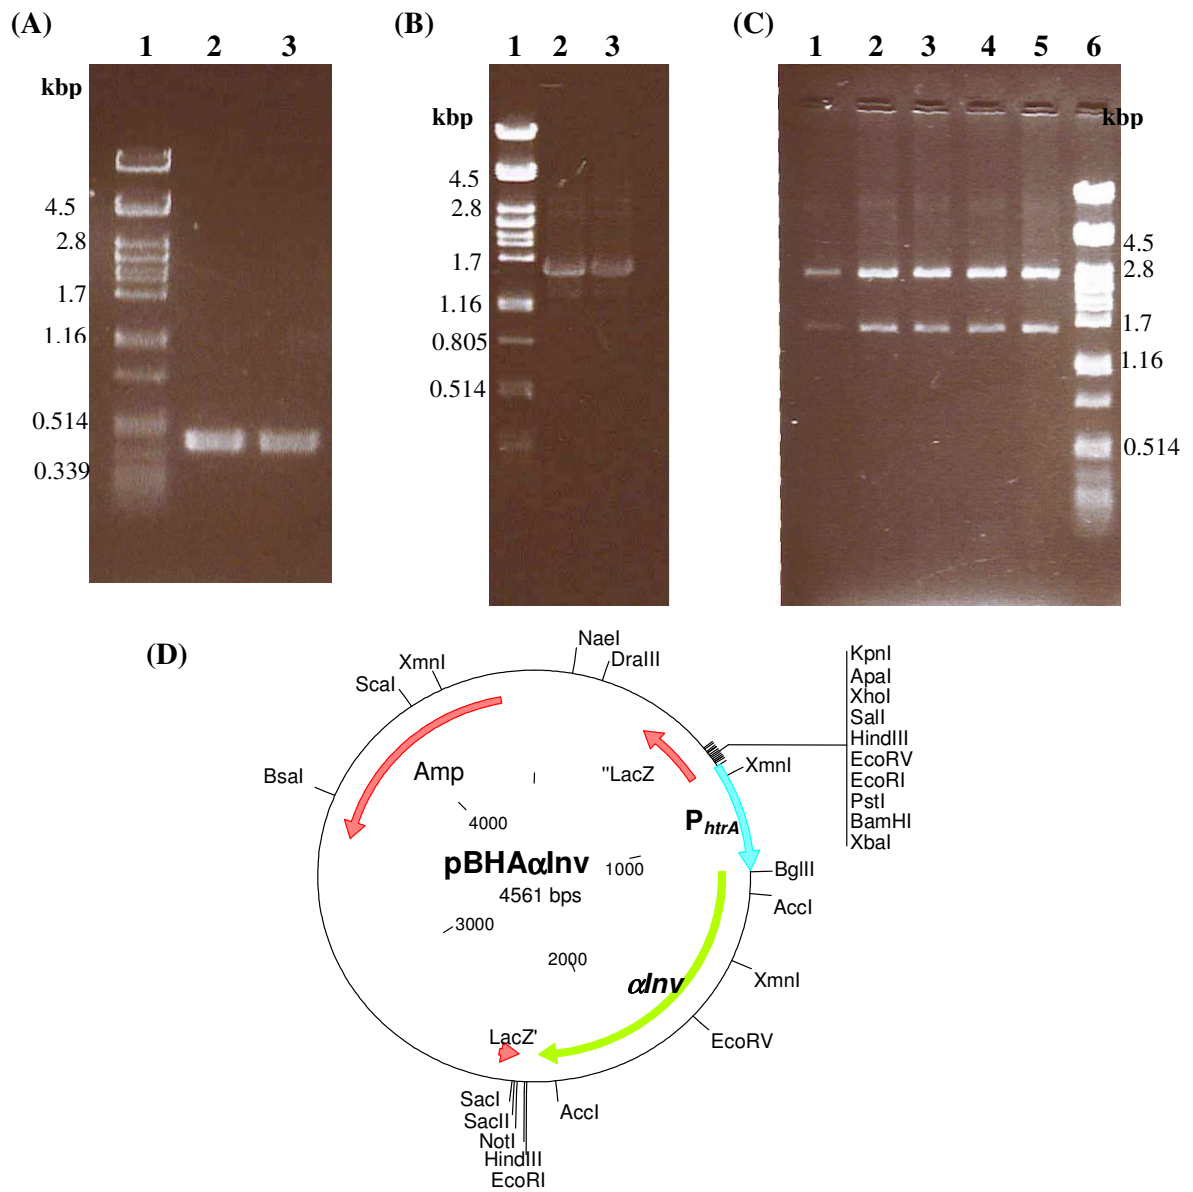 (A)
1 2 3
kbp
4.5
2.8
1.7
1.16
0.514
0.339
(B)
1 2 3
kbp
4.5
2.8
1.7
1.16
0.805
0.514
(C)
1 2 3 4 5 6
kbp
4.5
2.8
1.7
1.16
0.514
(D)
NaeI
DraIII
XmnI
ScaI
BsaI
KpnI
ApaI
XhoI
SalI
HindIII
EcoRV
EcoRI
PstI
BamHI
XbaI
XmnI
"LacZ
Amp
PhtrA
4000
pBHAαInv
1000
4561 bps
BglII
AccI
3000
2000
αInv
XmnI
EcoRV
LacZ'
SacI
SacII
NotI
HindIII
EcoRI
AccI